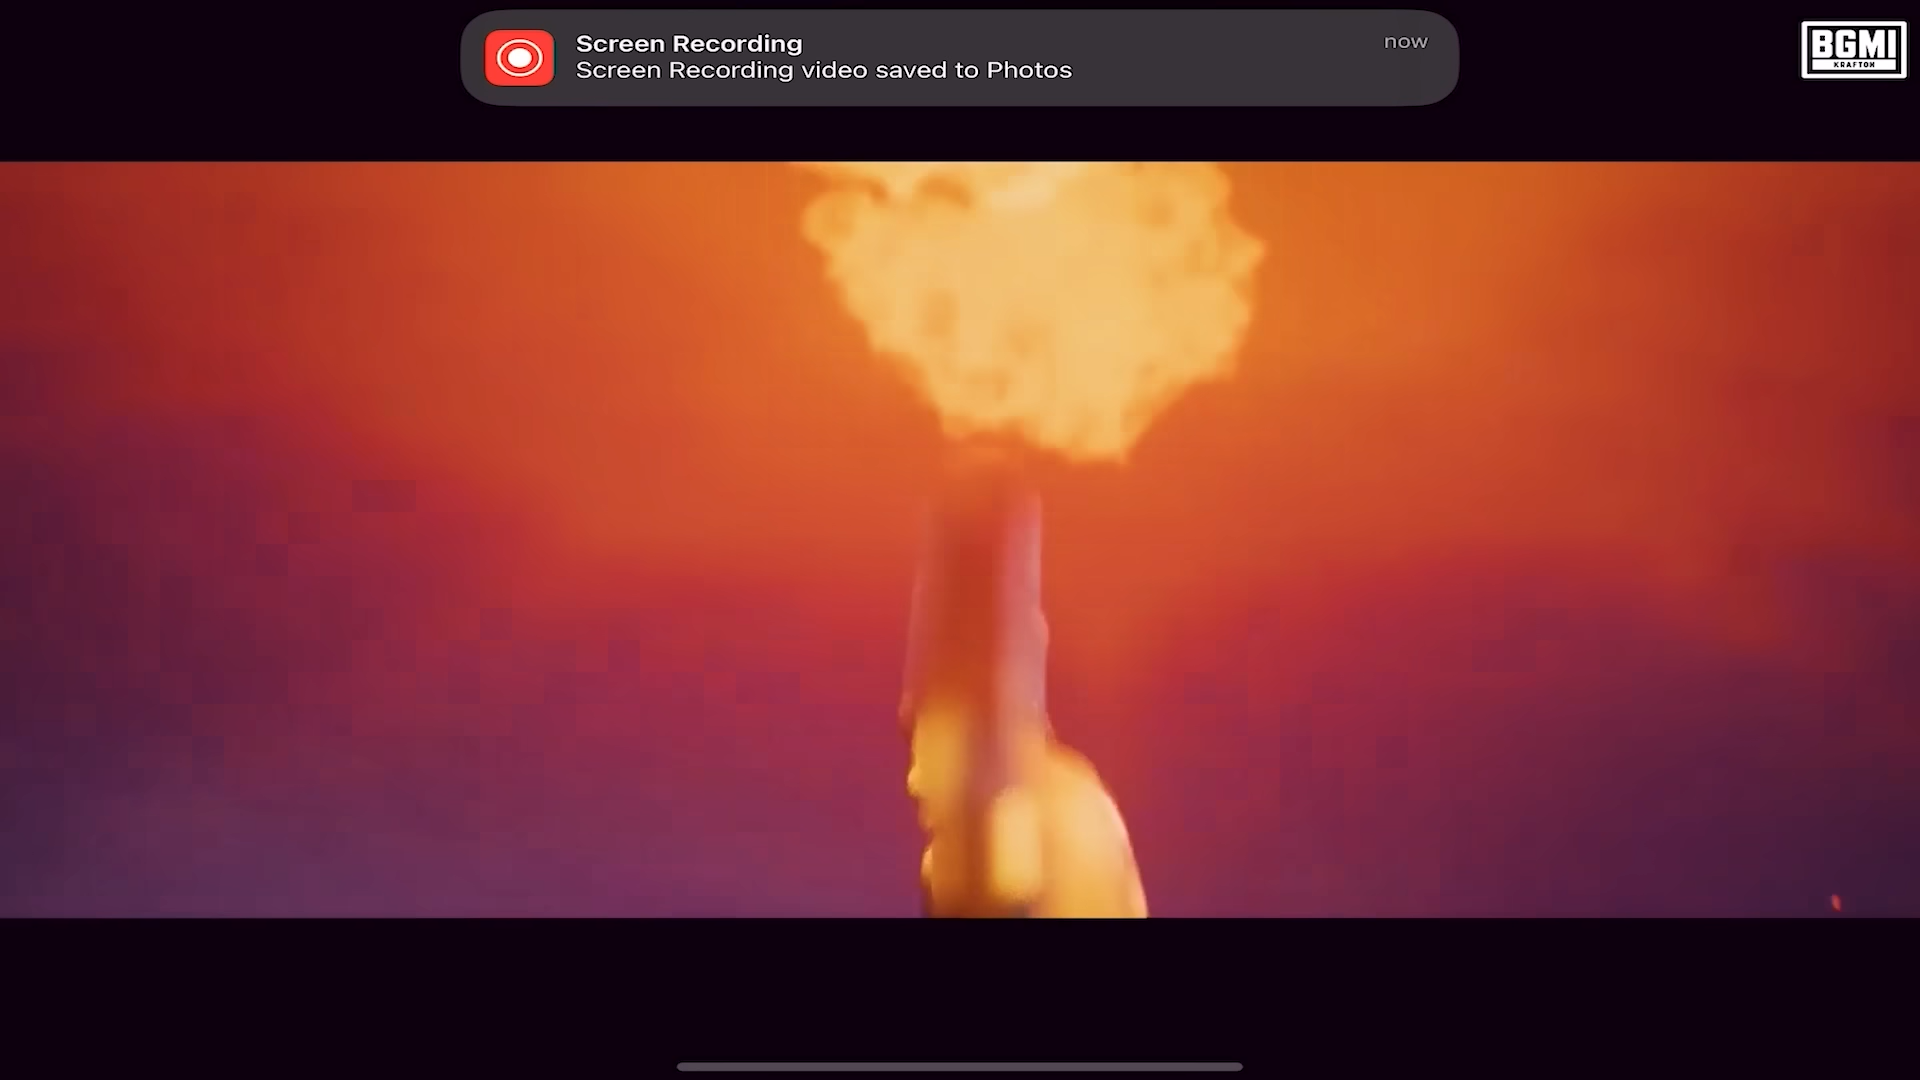 Screen Recording
now
Screen Recording video saved to Photos
BGMI
KRAFTON